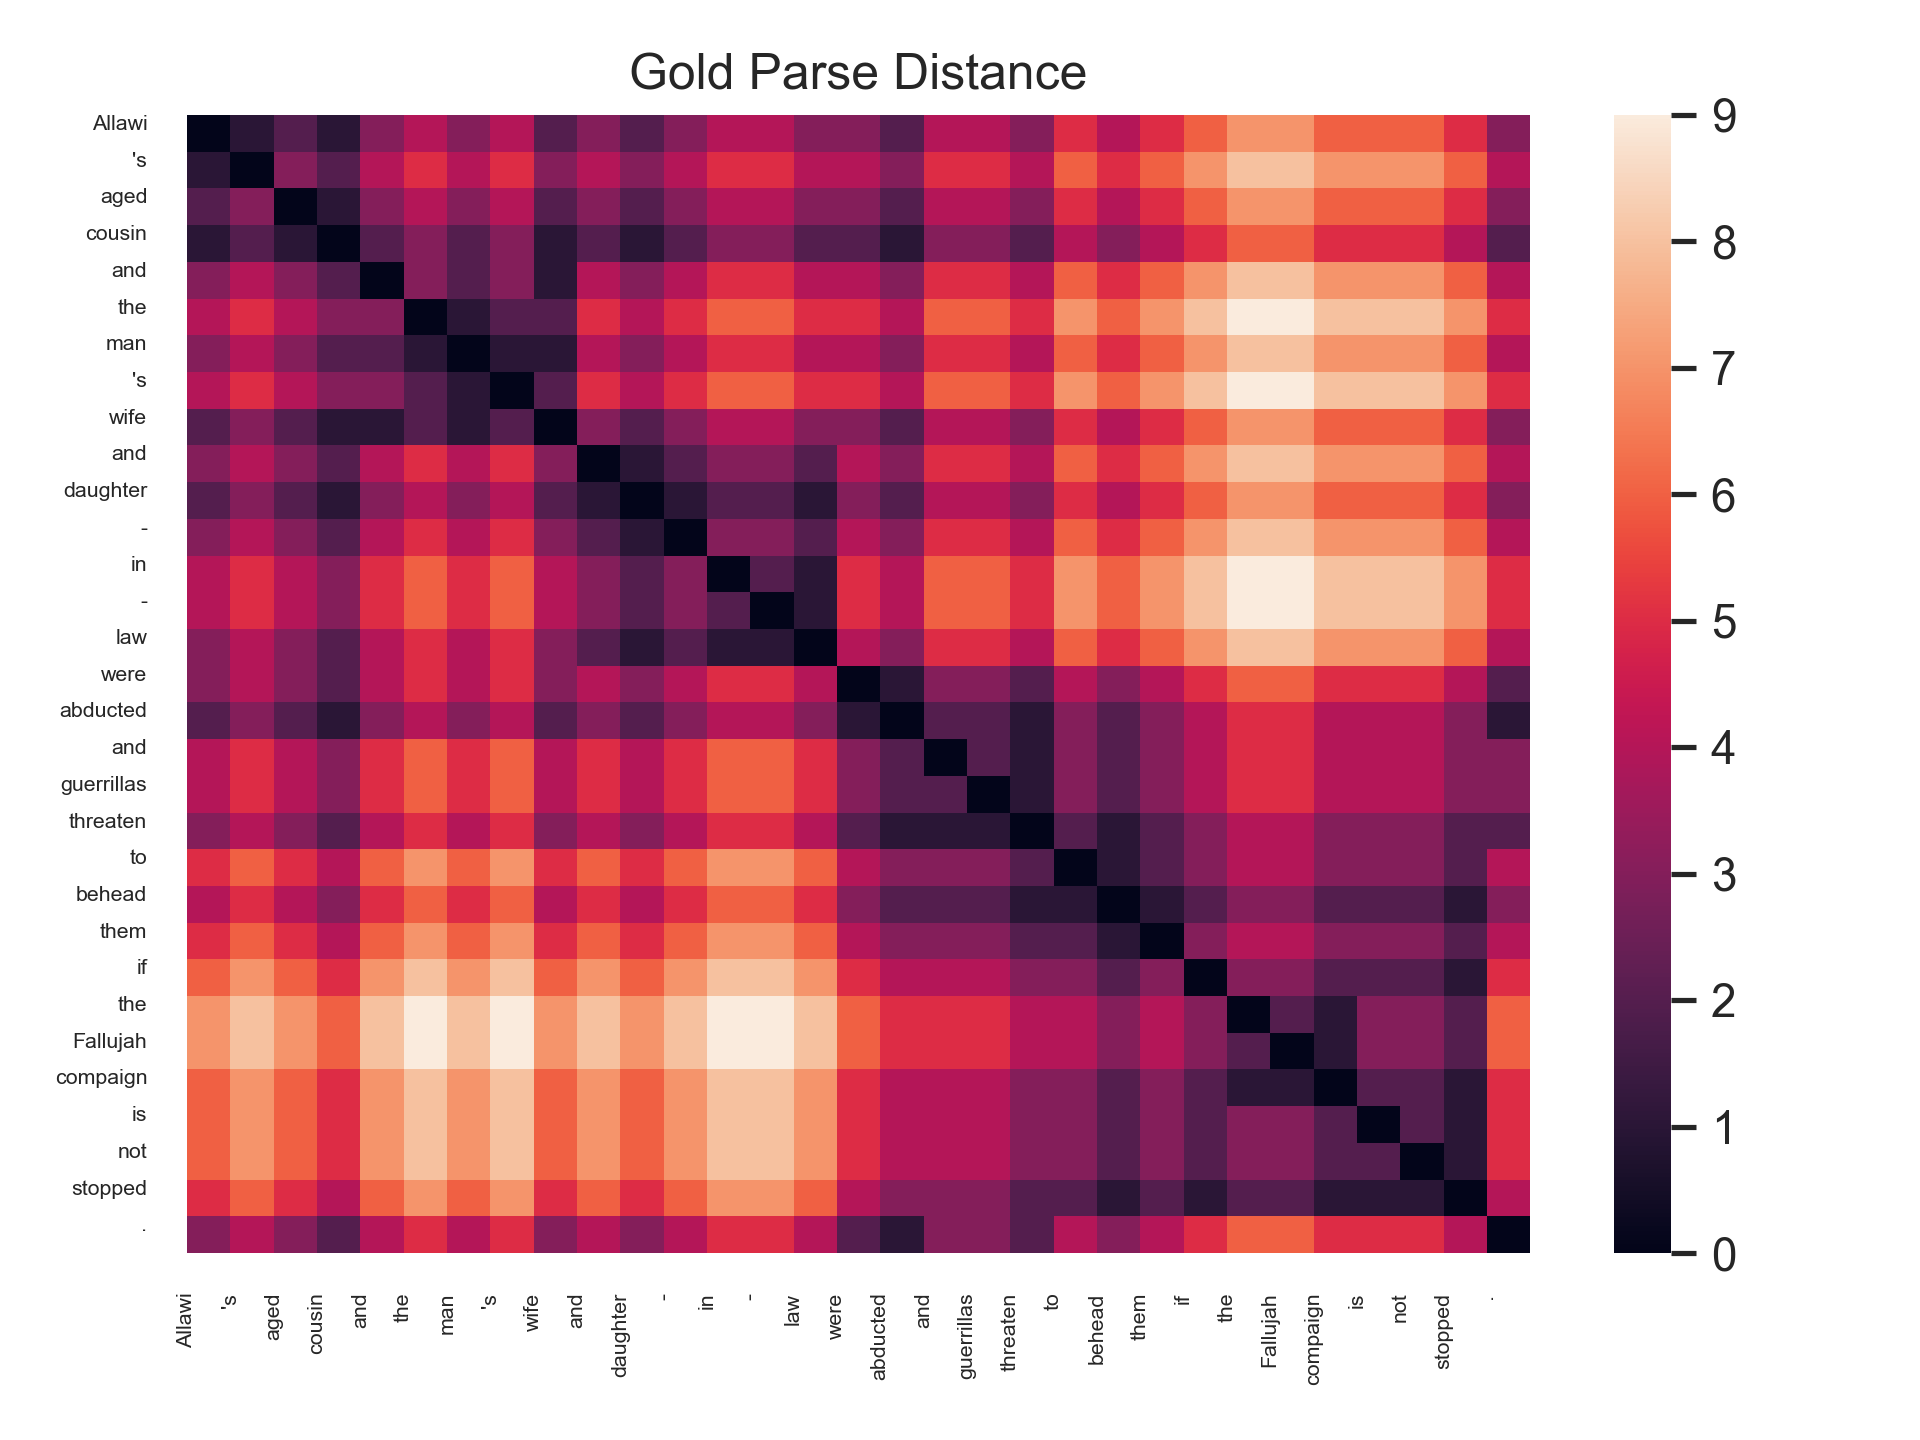 Gold Parse Distance
Allawi
's
aged
cousin
and
the
man
's
wife
and
daughter
-
in
-
law
were
abducted
and
guerrillas
threaten
to
behead
them
if
the
Fallujah
compaign
is
not
stopped
.
Allawi
's
aged
cousin
and
the
man
's
wife
and
daughter
-
in
-
law
were
abducted
and
guerrillas
threaten
to
behead
them
if
the
Fallujah
compaign
is
not
stopped
.
9
8
7
6
5
4
3
2
1
0